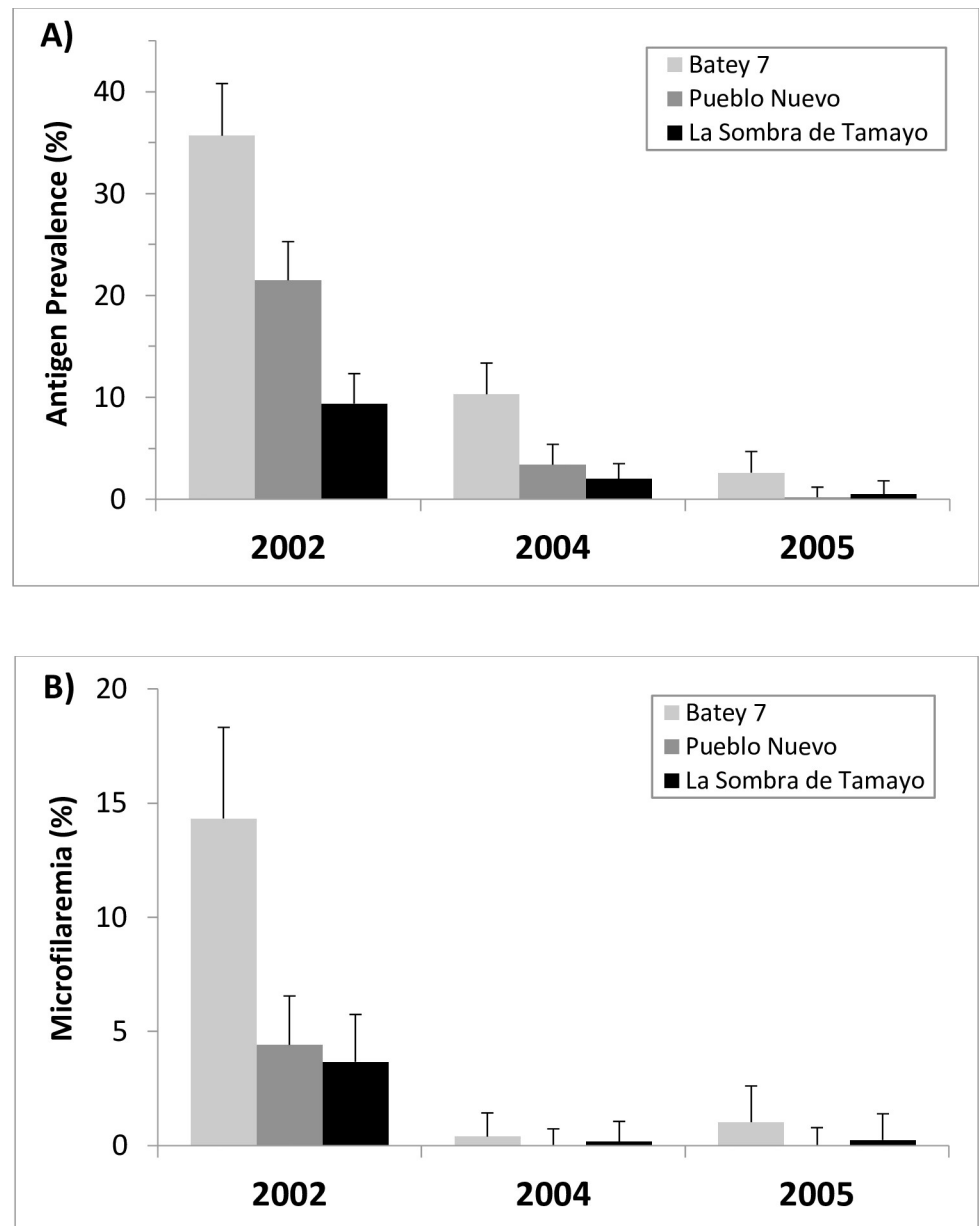 A)
Batey 7
Pueblo Nuevo
La Sombra de Tamayo
Antigen Prevalence (%)
40
30
20
10
0
2002 2004 2005
B)
Batey 7
Pueblo Nuevo
La Sombra de Tamayo
Microfilaremia (%)
20
15
10
5
0
2002 2004 2005